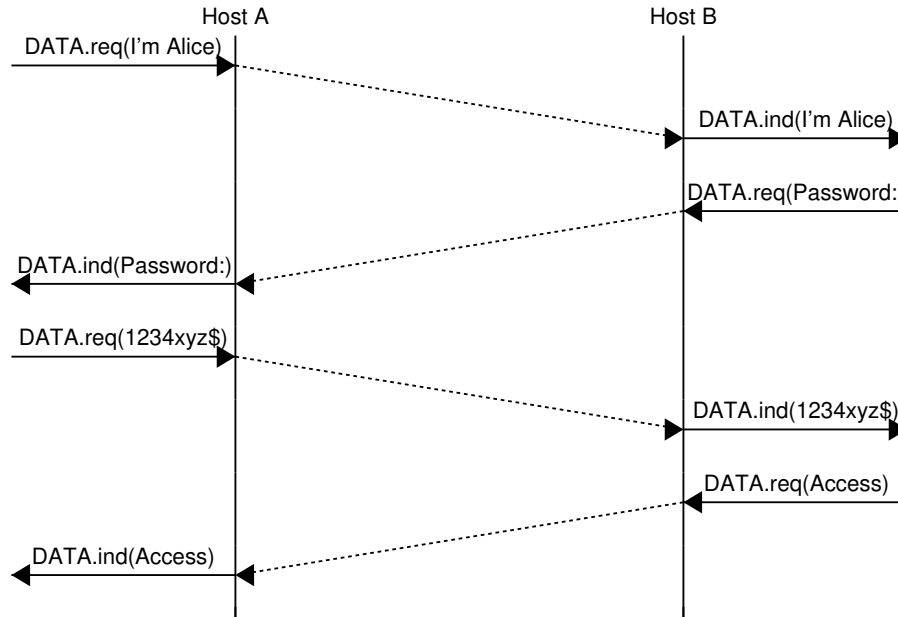 Host A
Host B
DATA.req(I'm Alice)
DATA.ind(I'm Alice)
DATA.req(Password:
DATA.ind(Password:)
DATA.req(1234xyz$)
DATA.ind(1234xyz$)
DATA.req(Access)
DATA.ind(Access)